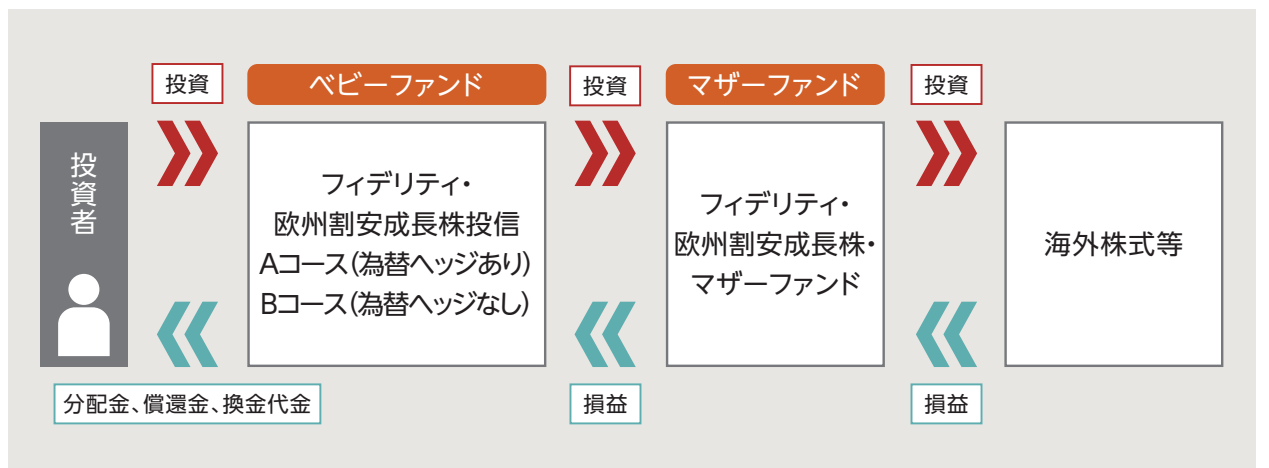 投資
ベビーファンド
投資
マザーファンド
投資
投資者
フィデリティ・
欧州割安成長株投信
Aコース(為替ヘッジあり)
Bコース(為替ヘッジなし)
フィデリティ・
欧州割安成長株・
マザーファンド
海外株式等
分配金、償還金、換金代金
損益
損益